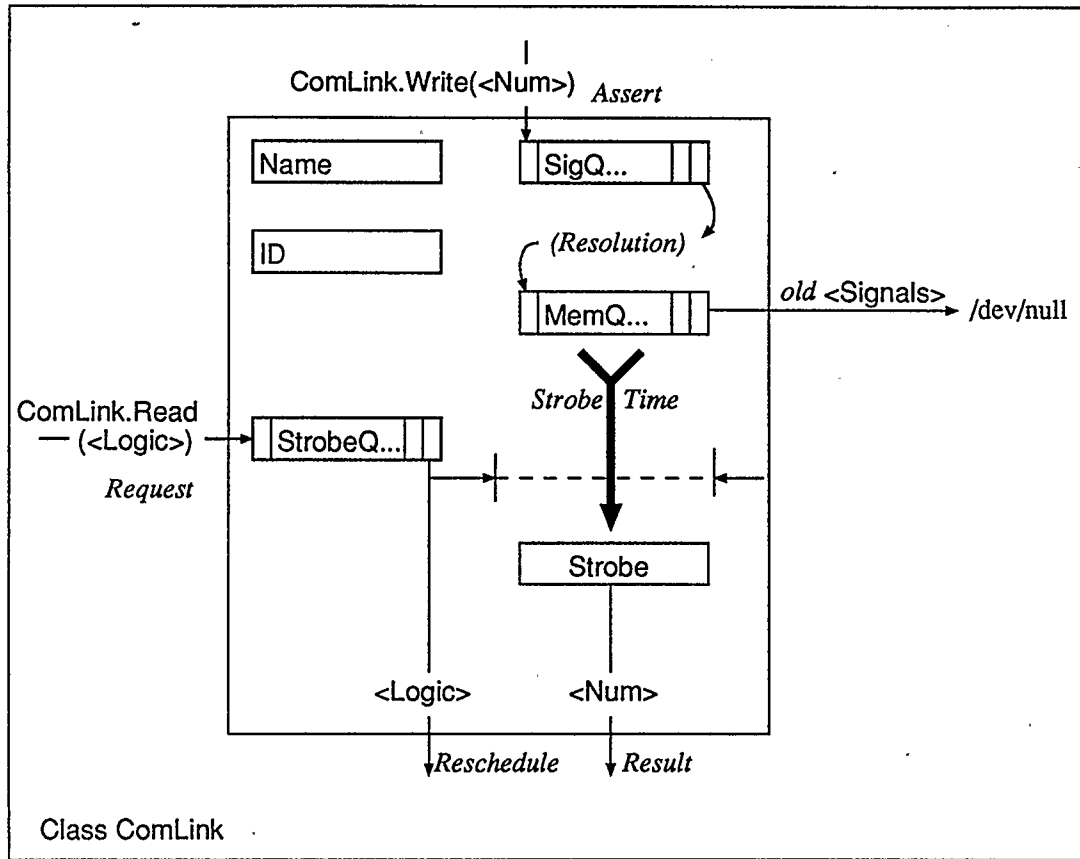 ComLink.Write(<Num>) Assert
Name
SigQ...
ID
(Resolution)
MemQ...
old <Signals>
/dev/null
Strobe Time
ComLink.Read
(<Logic>)
StrobeQ...
Request
Strobe
<Logic>
<Num>
Reschedule
Result
Class ComLink